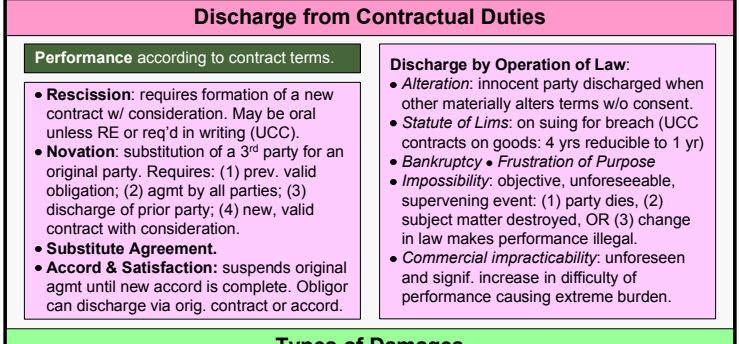 Discharge from Contractual Duties
Performance according to contract terms.
• Rescission: requires formation of a new
contract w/ consideration. May be oral
unless RE or req'd in writing (UCC).
• Novation: substitution of a 3rd party for an
original party. Requires: (1) prev. valid
obligation; (2) agmt by all parties; (3)
discharge of prior party; (4) new, valid
contract with consideration.
• Substitute Agreement.
• Accord & Satisfaction: suspends original
agmt until new accord is complete. Obligor
can discharge via orig. contract or accord.
Discharge by Operation of Law:
• Alteration: innocent party discharged when
other materially alters terms w/o consent.
• Statute of Lims: on suing for breach (UCC
contracts on goods: 4 yrs reducible to 1 yr)
• Bankruptcy • Frustration of Purpose
• Impossibility: objective, unforeseeable,
supervening event: (1) party dies, (2)
subject matter destroyed, OR (3) change
in law makes performance illegal.
• Commercial impracticability: unforeseen
and signif. increase in difficulty of
performance causing extreme burden.
Types of Damages